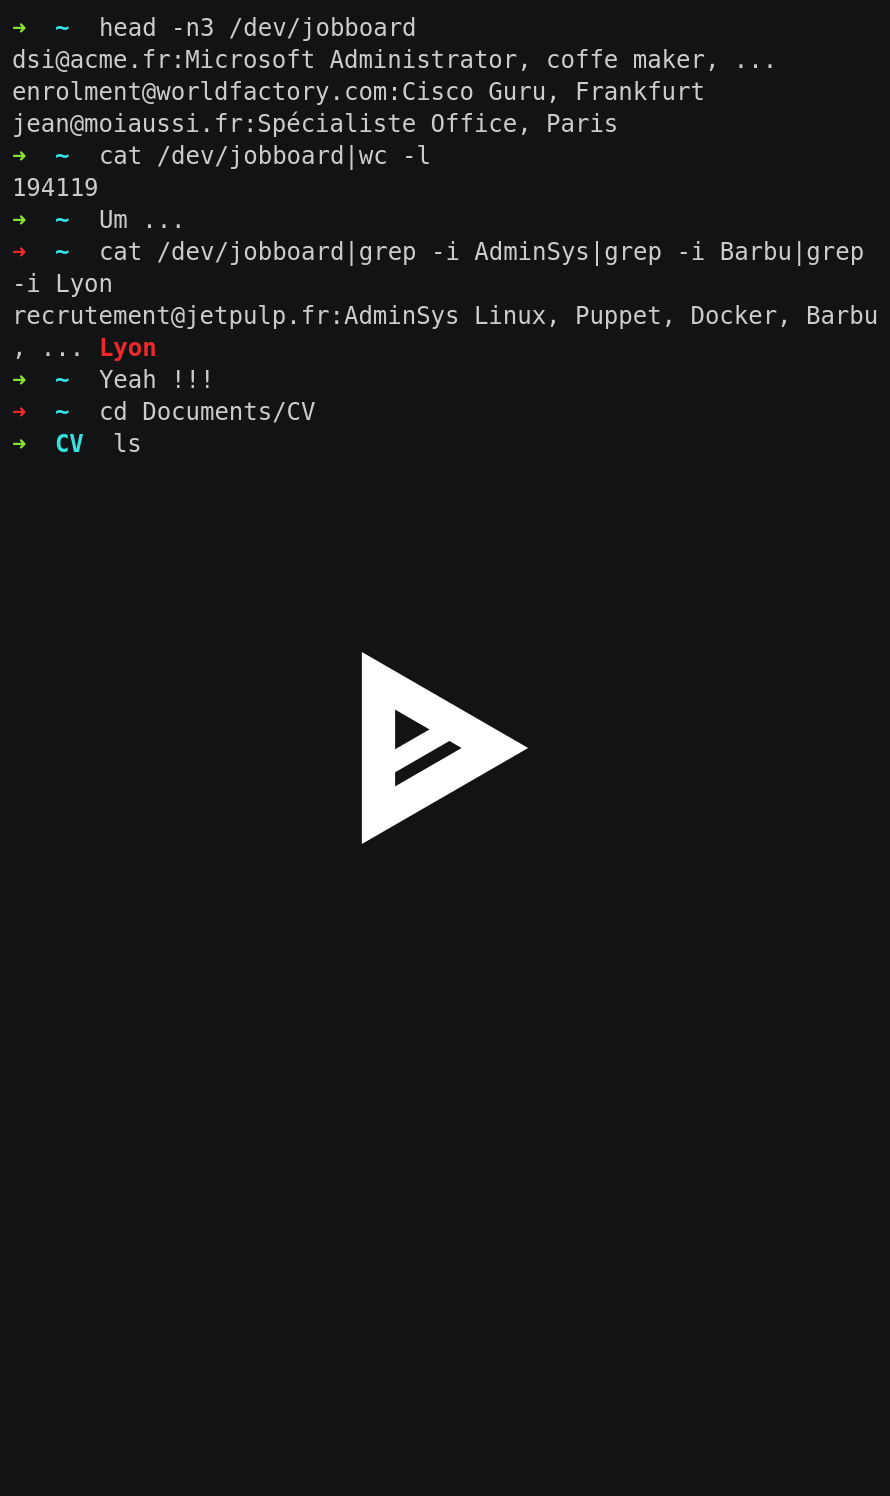 ➜  ~  head -n3 /dev/jobboard
dsi@acme.fr:Microsoft Administrator, coffe maker, ...
enrolment@worldfactory.com:Cisco Guru, Frankfurt
jean@moiaussi.fr:Spécialiste Office, Paris
➜  ~  cat /dev/jobboard|wc -l
194119
➜  ~  Um ...
➜  ~  cat /dev/jobboard|grep -i AdminSys|grep -i Barbu|grep
-i Lyon
recrutement@jetpulp.fr:AdminSys Linux, Puppet, Docker, Barbu
, ... Lyon
➜  ~  Yeah !!!
➜  ~  cd Documents/CV
➜  CV  ls